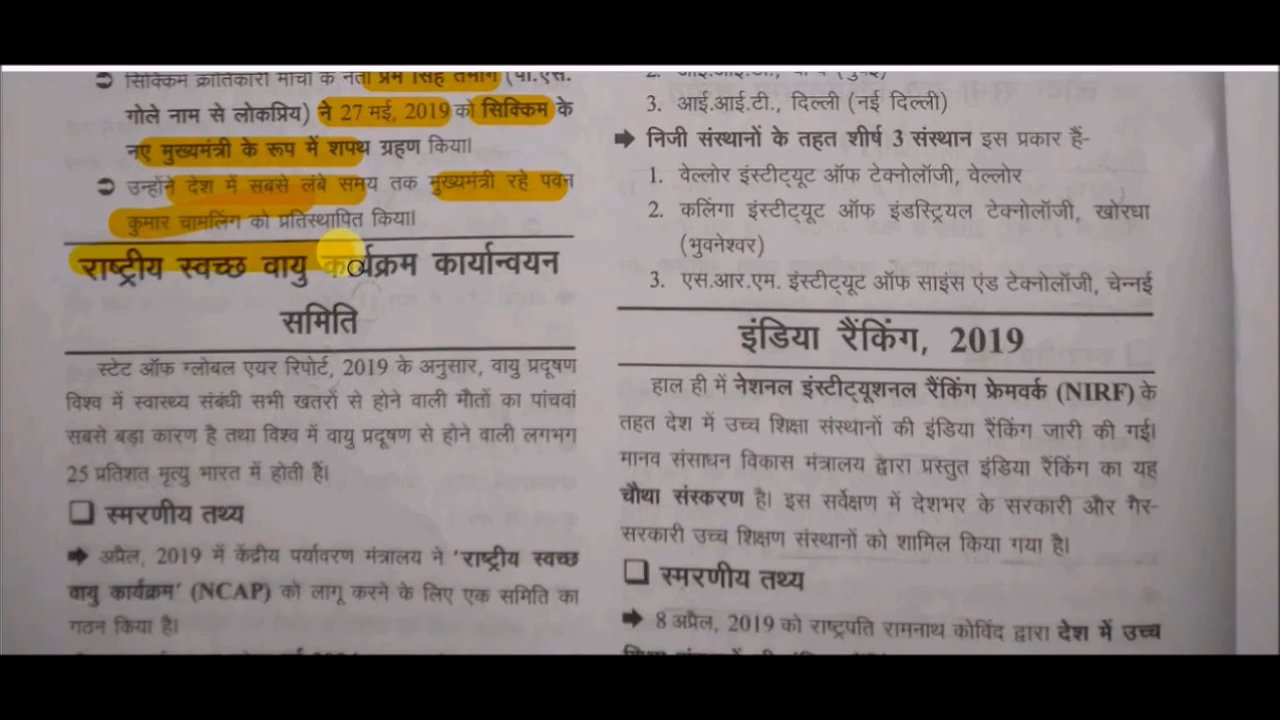 सिक्किम क्रांतिकारी मोर्चा के नेता प्रेम सिंह तमांग (पी.एस.
गोले नाम से लोकप्रिय) ने 27 मई, 2019 को सिक्किम के
नए मुख्यमंत्री के रूप में शपथ ग्रहण किया।
उन्होंने देश में सबसे लंबे समय तक मुख्यमंत्री रहे पवन
कुमार चामलिंग को प्रतिस्थापित किया।
राष्ट्रीय स्वच्छ वायु कार्यक्रम कार्यान्वयन
समिति
स्टेट ऑफ ग्लोबल एयर रिपोर्ट, 2019 के अनुसार, वायु प्रदूषण
विश्व में स्वास्थ्य संबंधी सभी खतरों से होने वाली मौतों का पांचवां
सबसे बड़ा कारण है तथा विश्व में वायु प्रदूषण से होने वाली लगभग
25 प्रतिशत मृत्यु भारत में होती हैं।
❑ स्मरणीय तथ्य
➡ अप्रैल, 2019 में केंद्रीय पर्यावरण मंत्रालय ने 'राष्ट्रीय स्वच्छ
वायु कार्यक्रम' (NCAP) को लागू करने के लिए एक समिति का
गठन किया है।
3. आई.आई.टी., दिल्ली (नई दिल्ली)
➡ निजी संस्थानों के तहत शीर्ष 3 संस्थान इस प्रकार हैं-
1. वेल्लोर इंस्टीट्यूट ऑफ टेक्नोलॉजी, वेल्लोर
2. कलिंगा इंस्टीट्यूट ऑफ इंडस्ट्रियल टेक्नोलॉजी, खोरधा
(भुवनेश्वर)
3. एस.आर.एम. इंस्टीट्यूट ऑफ साइंस एंड टेक्नोलॉजी, चेन्नई
इंडिया रैंकिंग, 2019
हाल ही में नेशनल इंस्टीट्यूशनल रैंकिंग फ्रेमवर्क (NIRF) के
तहत देश में उच्च शिक्षा संस्थानों की इंडिया रैंकिंग जारी की गई।
मानव संसाधन विकास मंत्रालय द्वारा प्रस्तुत इंडिया रैंकिंग का यह
चौथा संस्करण है। इस सर्वेक्षण में देशभर के सरकारी और गैर-
सरकारी उच्च शिक्षण संस्थानों को शामिल किया गया है।
❑ स्मरणीय तथ्य
➡ 8 अप्रैल, 2019 को राष्ट्रपति रामनाथ कोविंद द्वारा देश में उच्च